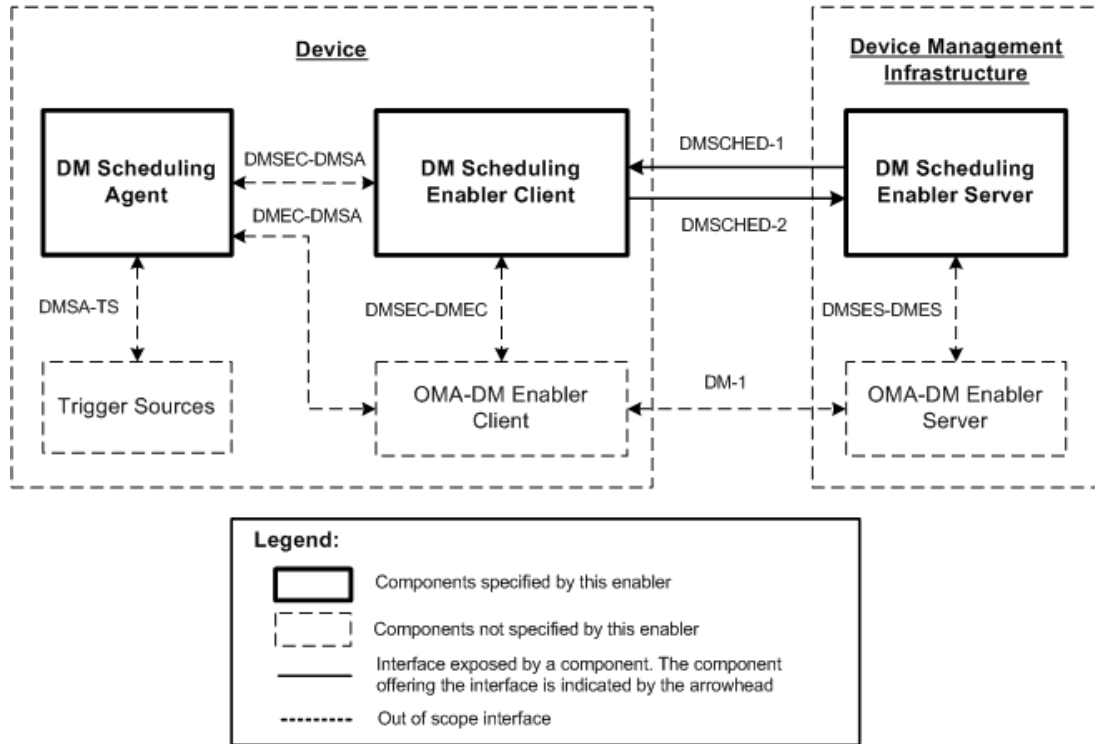 Device
Device Management
Infrastructure
DM Scheduling
Agent
DMSEC-DMSA
DMEC-DMSA
DM Scheduling
Enabler Client
DMSCHED-1
DMSCHED-2
DM Scheduling
Enabler Server
DMSA-TS
DMSEC-DMEC
DMSES-DMES
Trigger Sources
OMA-DM Enabler
Client
DM-1
OMA-DM Enabler
Server
Legend:
Components specified by this enabler
Components not specified by this enabler
Interface exposed by a component. The component
offering the interface is indicated by the arrowhead
Out of scope interface